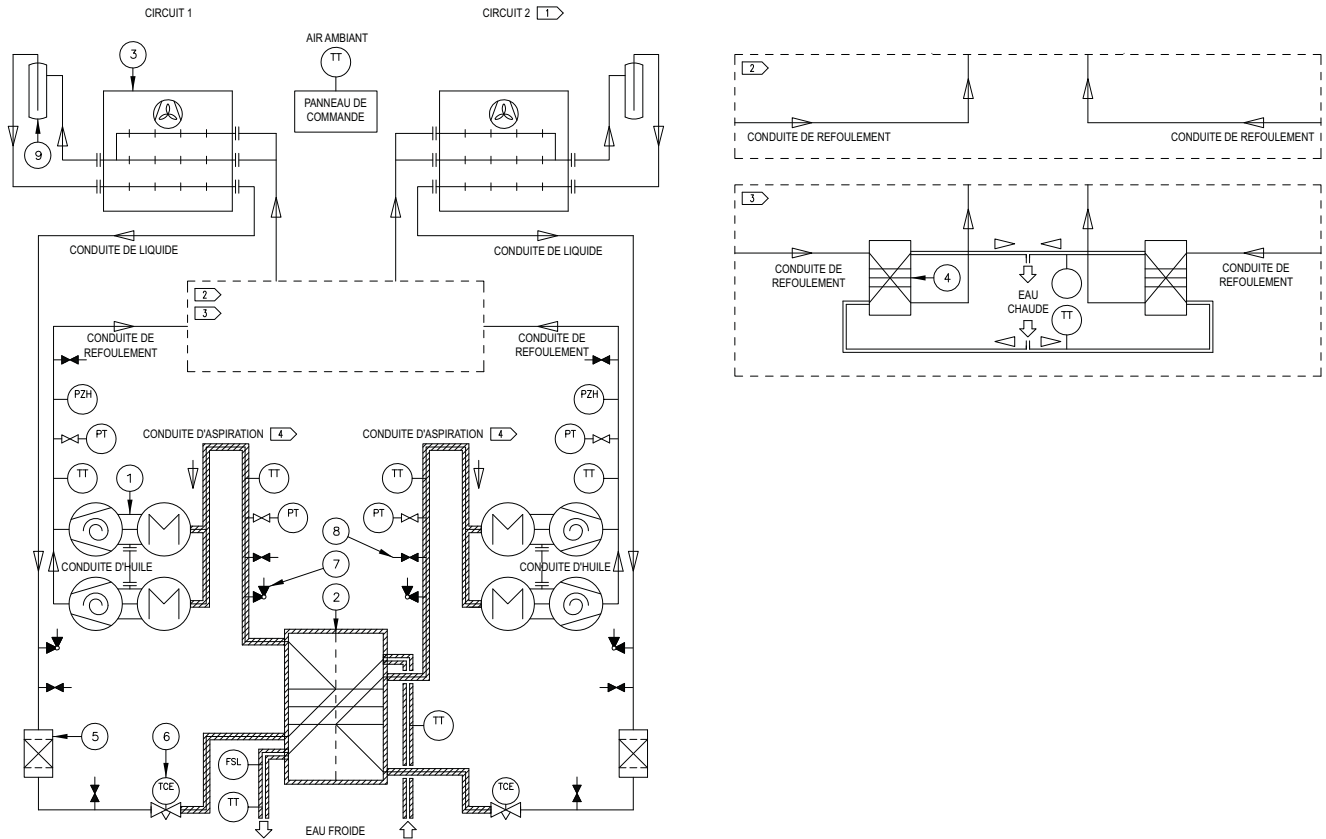 CIRCUIT 1
CIRCUIT 2 1
AIR AMBIANT
TT
PANNEAU DE
COMMANDE
3
9
CONDUITE DE LIQUIDE
CONDUITE DE LIQUIDE
2
3
CONDUITE DE
REFOULEMENT
CONDUITE DE
REFOULEMENT
PZH
PZH
PT
PT
CONDUITE D'ASPIRATION 4
CONDUITE D'ASPIRATION 4
TT
TT
TT
TT
1
PT
PT
8
7
2
CONDUITE D'HUILE
CONDUITE D'HUILE
5
6
TCE
FSL
TT
TT
TCE
EAU FROIDE
2
CONDUITE DE REFOULEMENT
CONDUITE DE REFOULEMENT
3
CONDUITE DE
REFOULEMENT
4
EAU
CHAUDE
TT
CONDUITE DE
REFOULEMENT